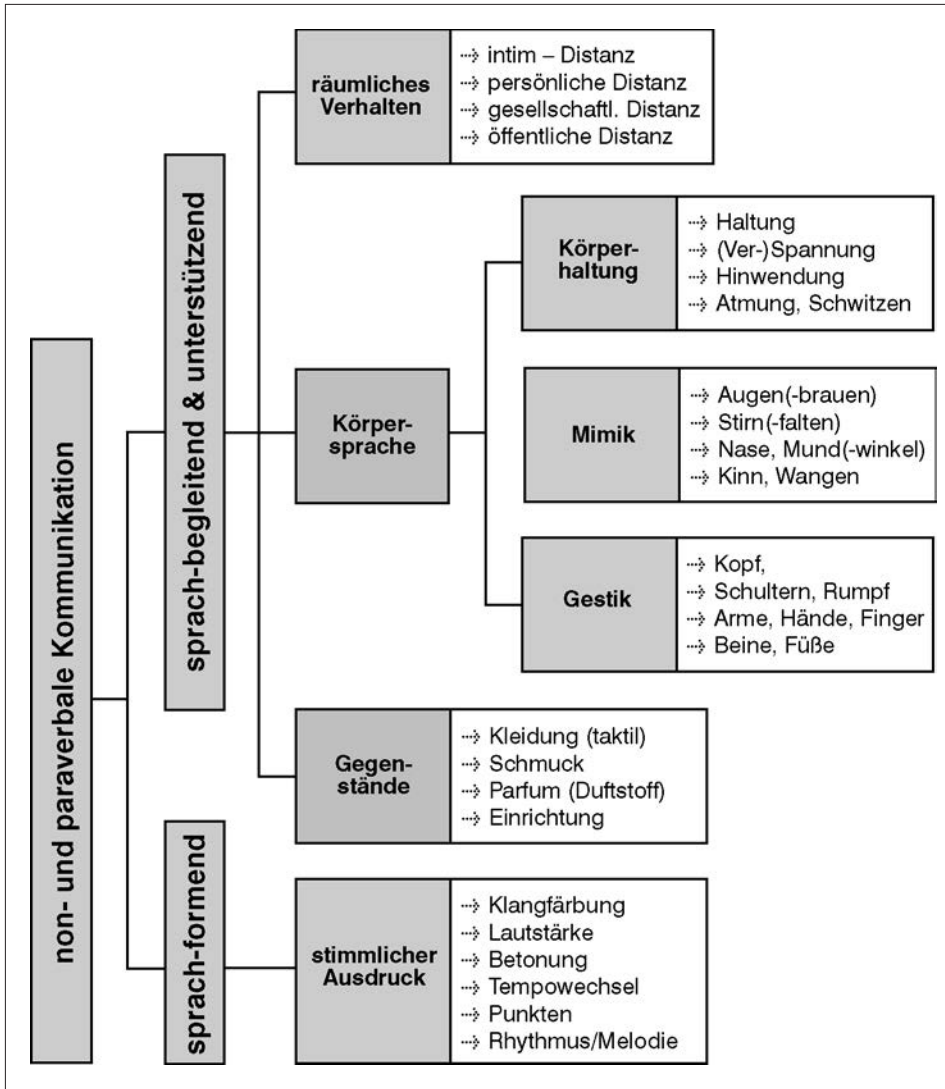 non- und paraverbale Kommunikation
sprach-begleitend & unterstützend
räumliches
Verhalten
intim – Distanz
persönliche Distanz
gesellschaftl. Distanz
öffentliche Distanz
Körper-
sprache
Körper-
haltung
Haltung
(Ver-)Spannung
Hinwendung
Atmung, Schwitzen
Mimik
Augen(-brauen)
Stirn(-falten)
Nase, Mund(-winkel)
Kinn, Wangen
Gestik
Kopf,
Schultern, Rumpf
Arme, Hände, Finger
Beine, Füße
Gegen-
stände
Kleidung (taktil)
Schmuck
Parfum (Duftstoff)
Einrichtung
sprach-formend
stimmlicher
Ausdruck
Klangfärbung
Lautstärke
Betonung
Tempowechsel
Punkten
Rhythmus/Melodie